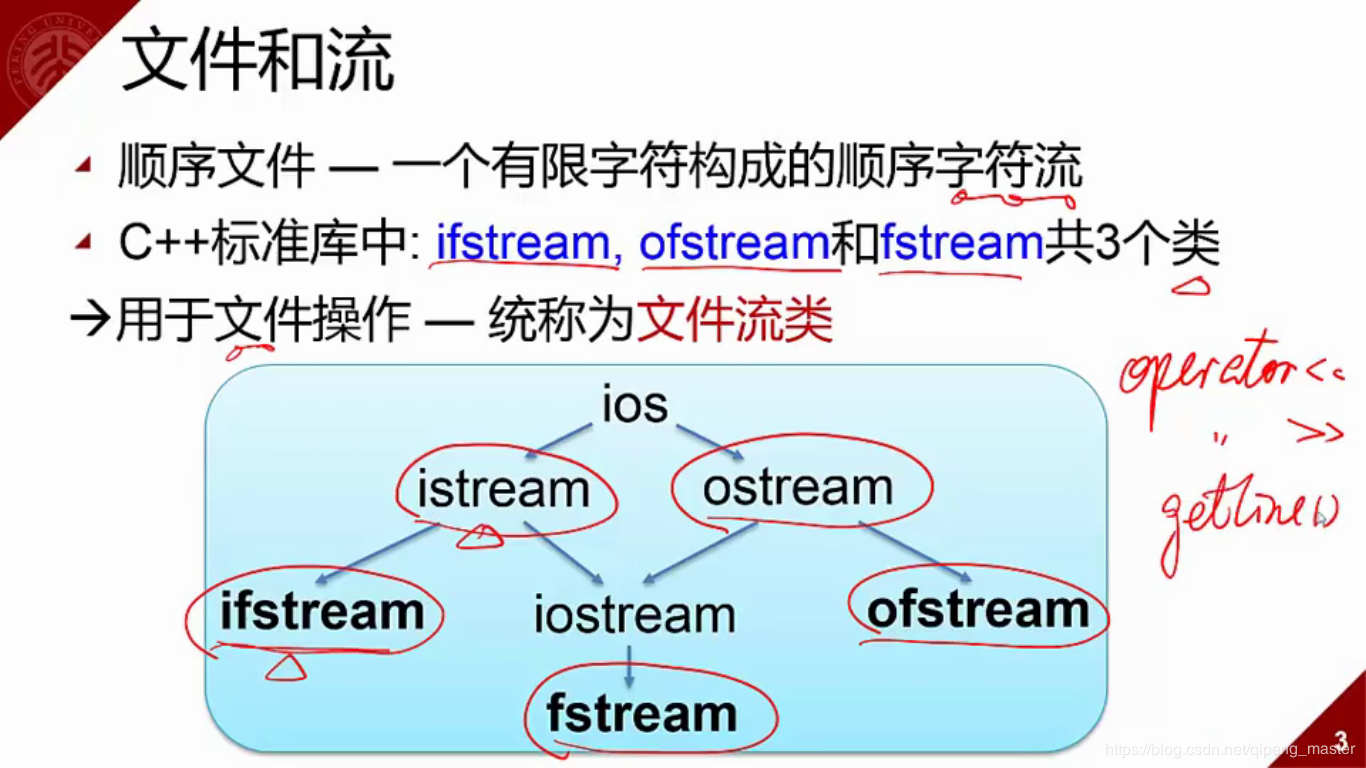 文件和流
顺序文件 — 一个有限字符构成的顺序字符流
C++标准库中: ifstream, ofstream和fstream共3个类
→用于文件操作 — 统称为文件流类
ios
operator<<
" >>
istream ostream
getline()
ifstream iostream ofstream
fstream
3
https://blog.csdn.net/qipang_master